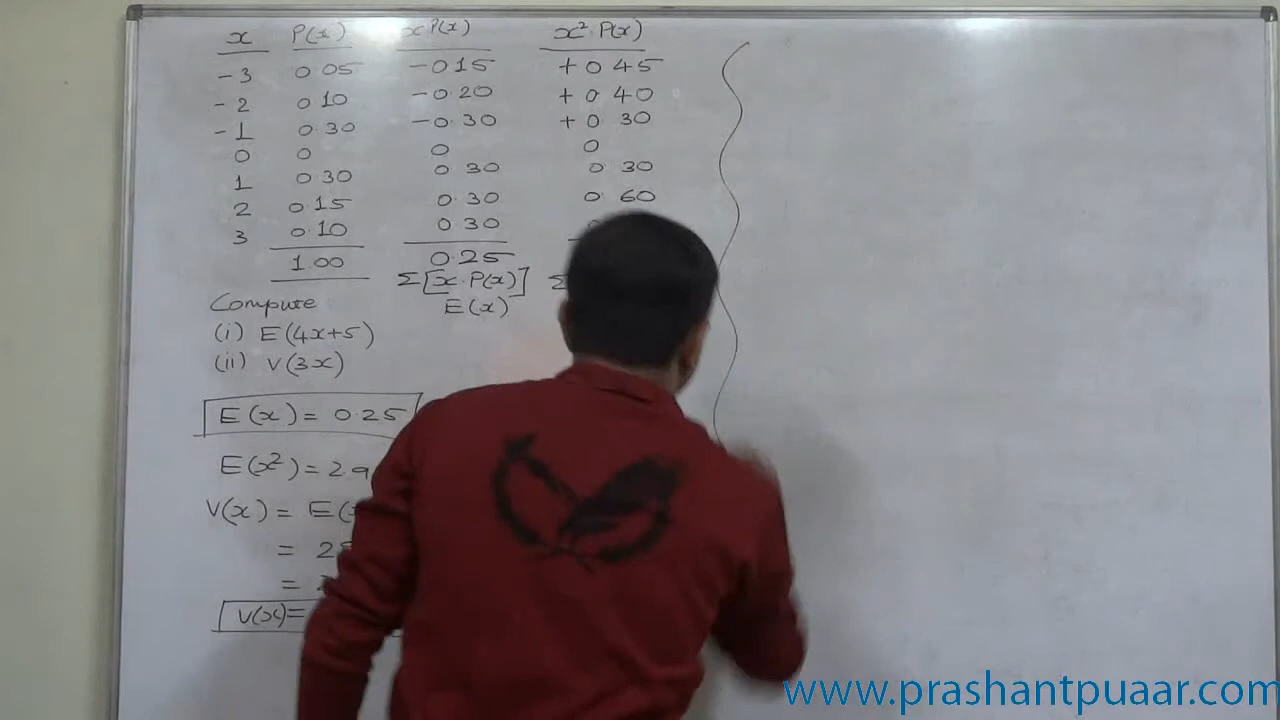 x P(x) x P(x) x² P(x)
-3 0.05 -0.15 +0.45
-2 0.10 -0.20 +0.40
-1 0.30 -0.30 +0.30
0 0 0 0
1 0.30 0.30 0.30
2 0.15 0.30 0.60
3 0.10 0.30
1.00 0.25
Σ[x.P(x)] Σ
E(x)
Compute
(i) E(4x+5)
(ii) V(3x)
E(x) = 0.25
E(x²) = 2.9
V(x) = E(
= 2.9
=
V(x)=
www.prashantpuaar.com